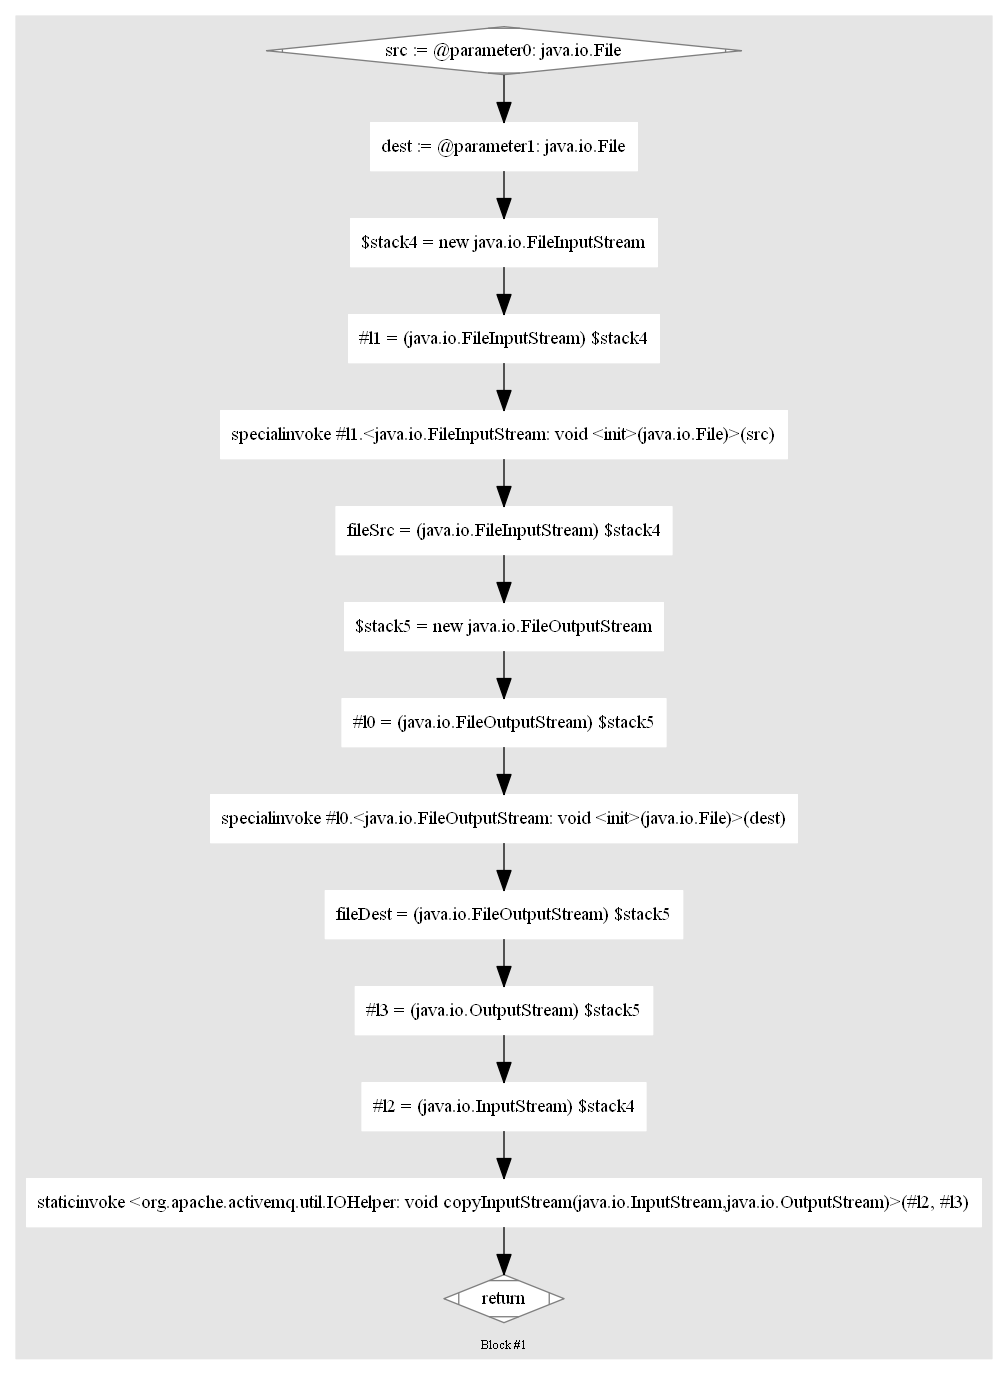 src := @parameter0: java.io.File
dest := @parameter1: java.io.File
$stack4 = new java.io.FileInputStream
#l1 = (java.io.FileInputStream) $stack4
specialinvoke #l1.<java.io.FileInputStream: void <init>(java.io.File)>(src)
fileSrc = (java.io.FileInputStream) $stack4
$stack5 = new java.io.FileOutputStream
#l0 = (java.io.FileOutputStream) $stack5
specialinvoke #l0.<java.io.FileOutputStream: void <init>(java.io.File)>(dest)
fileDest = (java.io.FileOutputStream) $stack5
#l3 = (java.io.OutputStream) $stack5
#l2 = (java.io.InputStream) $stack4
staticinvoke <org.apache.activemq.util.IOHelper: void copyInputStream(java.io.InputStream,java.io.OutputStream)>(#l2, #l3)
return
Block #1